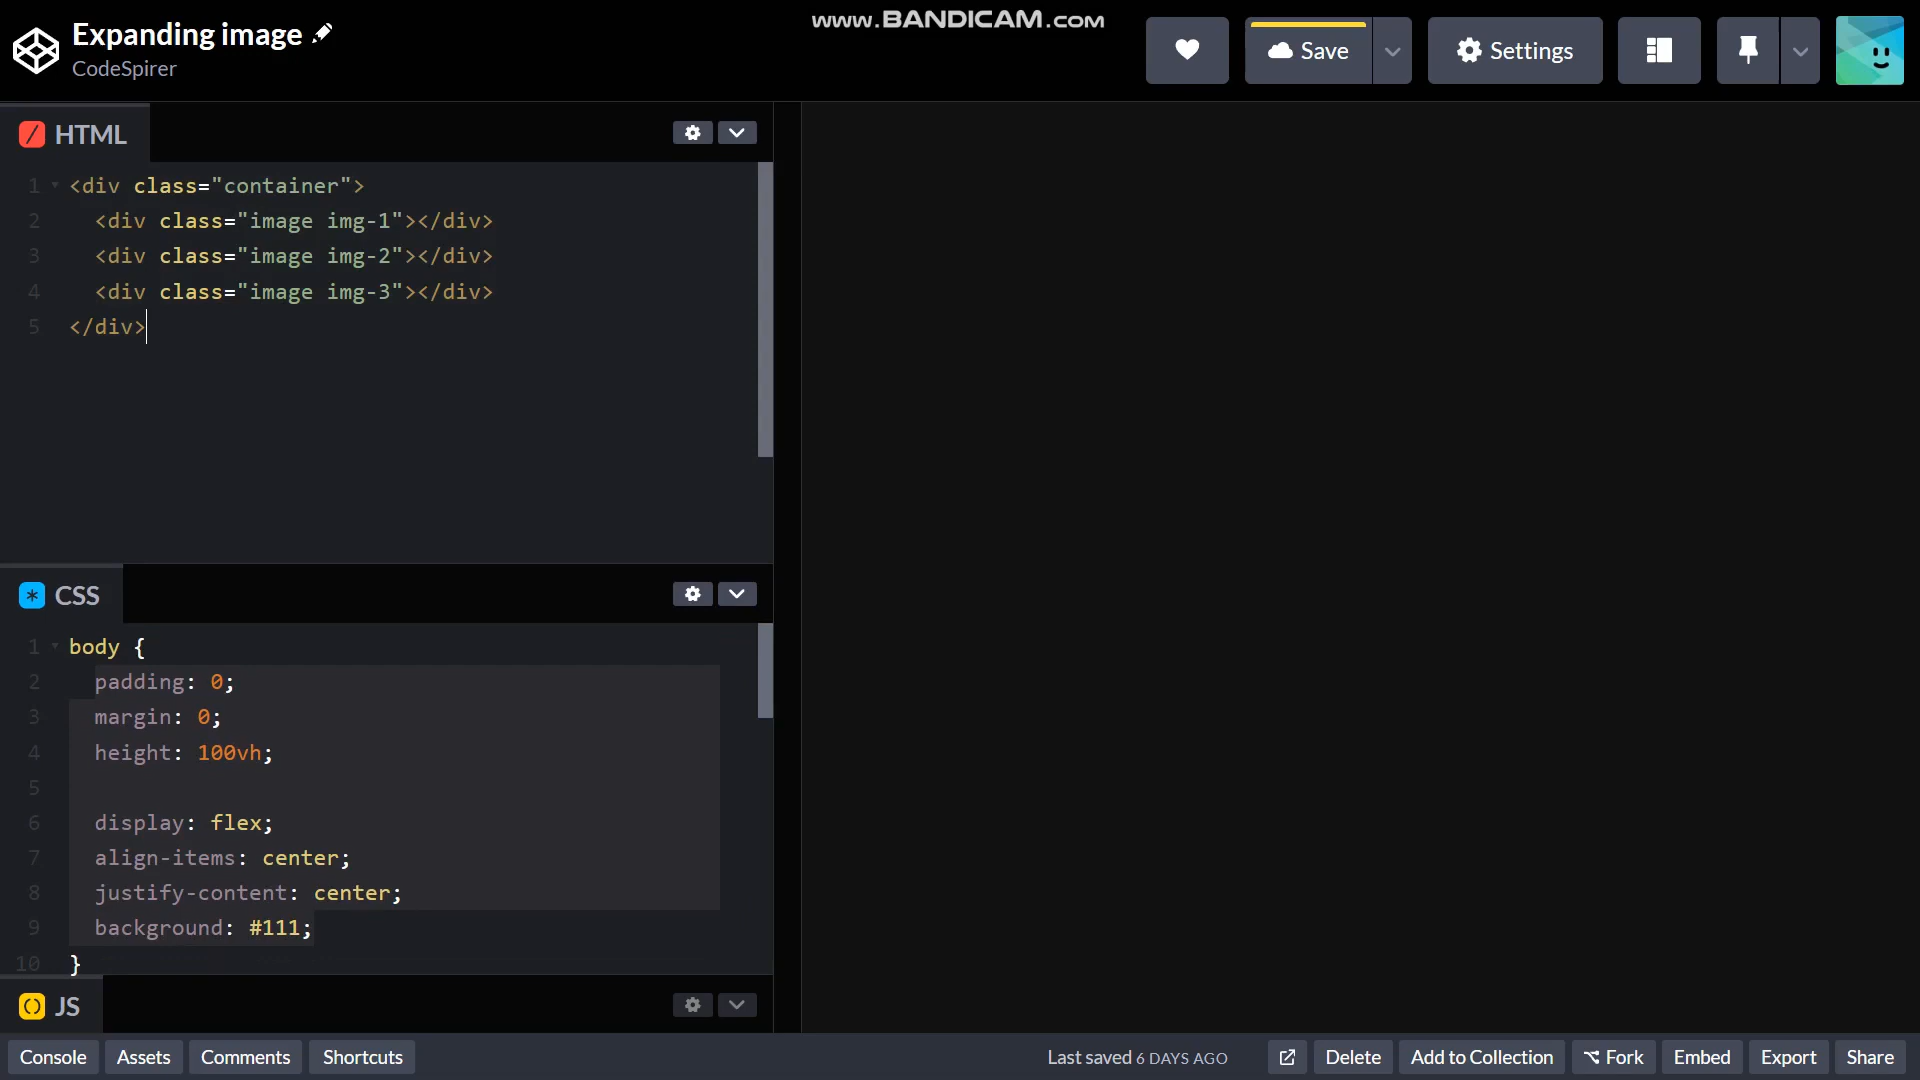 Expanding image
CodeSpirer
www.BANDICAM.com
Save
Settings
HTML
1 <div class="container">
2 <div class="image img-1"></div>
3 <div class="image img-2"></div>
4 <div class="image img-3"></div>
5 </div>
CSS
1 body {
2 padding: 0;
3 margin: 0;
4 height: 100vh;
5
6 display: flex;
7 align-items: center;
8 justify-content: center;
9 background: #111;
10 }
JS
Console Assets Comments Shortcuts Last saved 6 DAYS AGO Delete Add to Collection Fork Embed Export Share